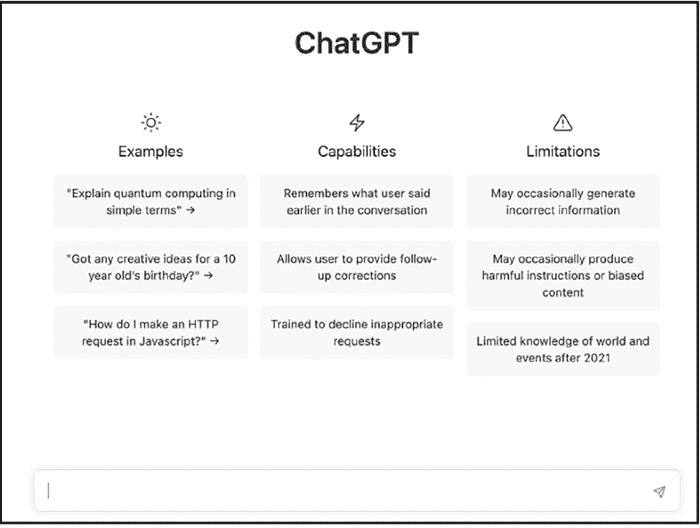 ChatGPT
Examples
"Explain quantum computing in
simple terms" →
"Got any creative ideas for a 10
year old's birthday?" →
"How do I make an HTTP
request in Javascript?" →
Capabilities
Remembers what user said
earlier in the conversation
Allows user to provide follow-
up corrections
Trained to decline inappropriate
requests
Limitations
May occasionally generate
incorrect information
May occasionally produce
harmful instructions or biased
content
Limited knowledge of world and
events after 2021